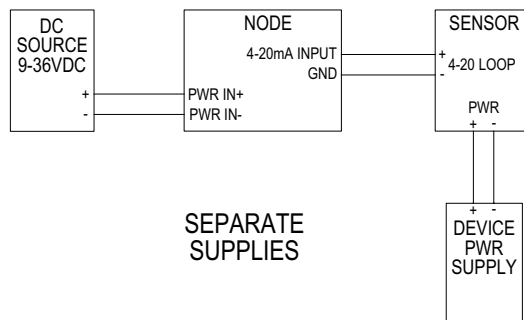 DC
SOURCE
9-36VDC
+
-
NODE
4-20mA INPUT
GND
PWR IN+
PWR IN-
SENSOR
+
4-20 LOOP
-
PWR
+ -
+ -
DEVICE
PWR
SUPPLY
SEPARATE
SUPPLIES